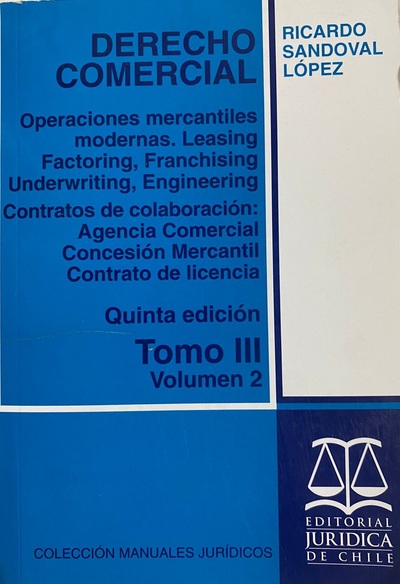 DERECHO
COMERCIAL
Operaciones mercantiles
modernas. Leasing
Factoring, Franchising
Underwriting, Engineering
Contratos de colaboración:
Agencia Comercial
Concesión Mercantil
Contrato de licencia
Quinta edición
Tomo III
Volumen 2
RICARDO
SANDOVAL
LÓPEZ
EDITORIAL
JURIDICA
DE CHILE
COLECCIÓN MANUALES JURÍDICOS